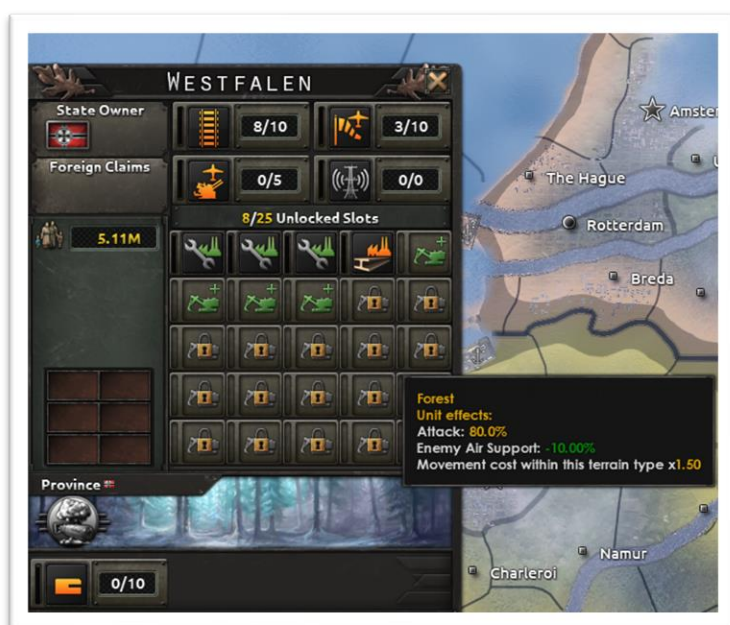 WESTFALEN
State Owner
8/10
3/10
Foreign Claims
0/5
0/0
8/25 Unlocked Slots
5.11M
Province
0/10
Forest
Unit effects:
Attack: 80.0%
Enemy Air Support: -10.00%
Movement cost within this terrain type x1.50
Amster
The Hague
Rotterdam
Breda
Namur
Charleroi